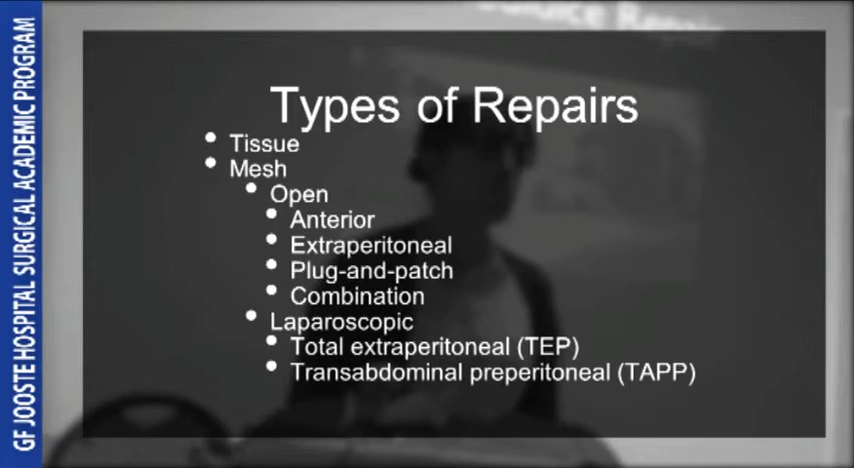 GF JOOSTE HOSPITAL SURGICAL ACADEMIC PROGRAM
Repair
Types of Repairs
Tissue
Mesh
Open
Anterior
Extraperitoneal
Plug-and-patch
Combination
Laparoscopic
Total extraperitoneal (TEP)
Transabdominal preperitoneal (TAPP)